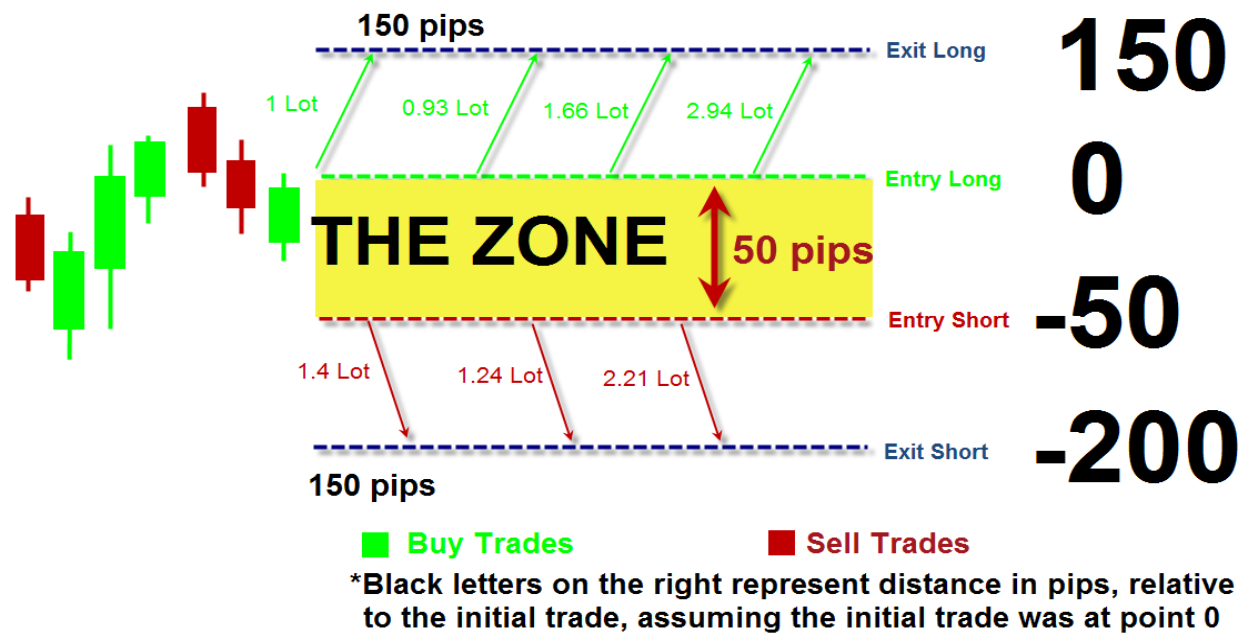 150 pips
Exit Long
150
1 Lot
0.93 Lot
1.66 Lot
2.94 Lot
Entry Long
0
THE ZONE
50 pips
Entry Short
-50
1.4 Lot
1.24 Lot
2.21 Lot
Exit Short
-200
150 pips
Buy Trades
Sell Trades
*Black letters on the right represent distance in pips, relative
to the initial trade, assuming the initial trade was at point 0